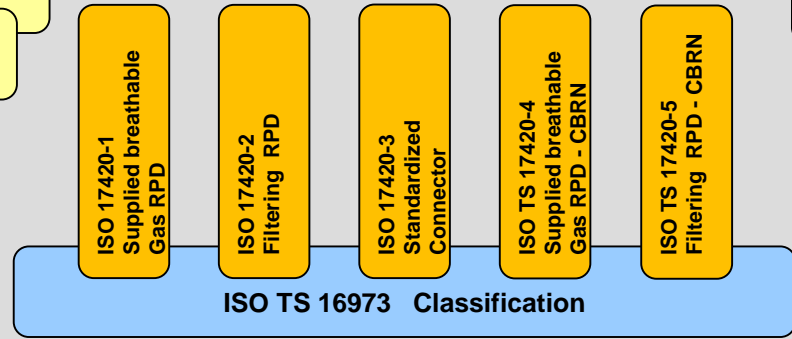 ISO 17420-1
Supplied breathable
Gas RPD
ISO 17420-2
Filtering RPD
ISO 17420-3
Standardized
Connector
ISO TS 17420-4
Supplied breathable
Gas RPD - CBRN
ISO TS 17420-5
Filtering RPD - CBRN
ISO TS 16973 Classification